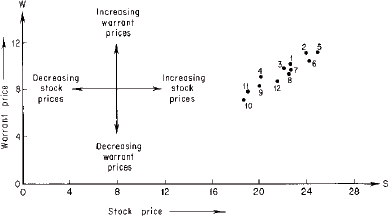 W
Increasing
warrant prices
12
8
4
0
Warrant price
Decreasing
stock
prices
Increasing
stock
prices
Decreasing
warrant
prices
1
2
5
3
6
4
7
8
11
9
12
10
0
4
8
12
16
20
24
28
S
Stock price